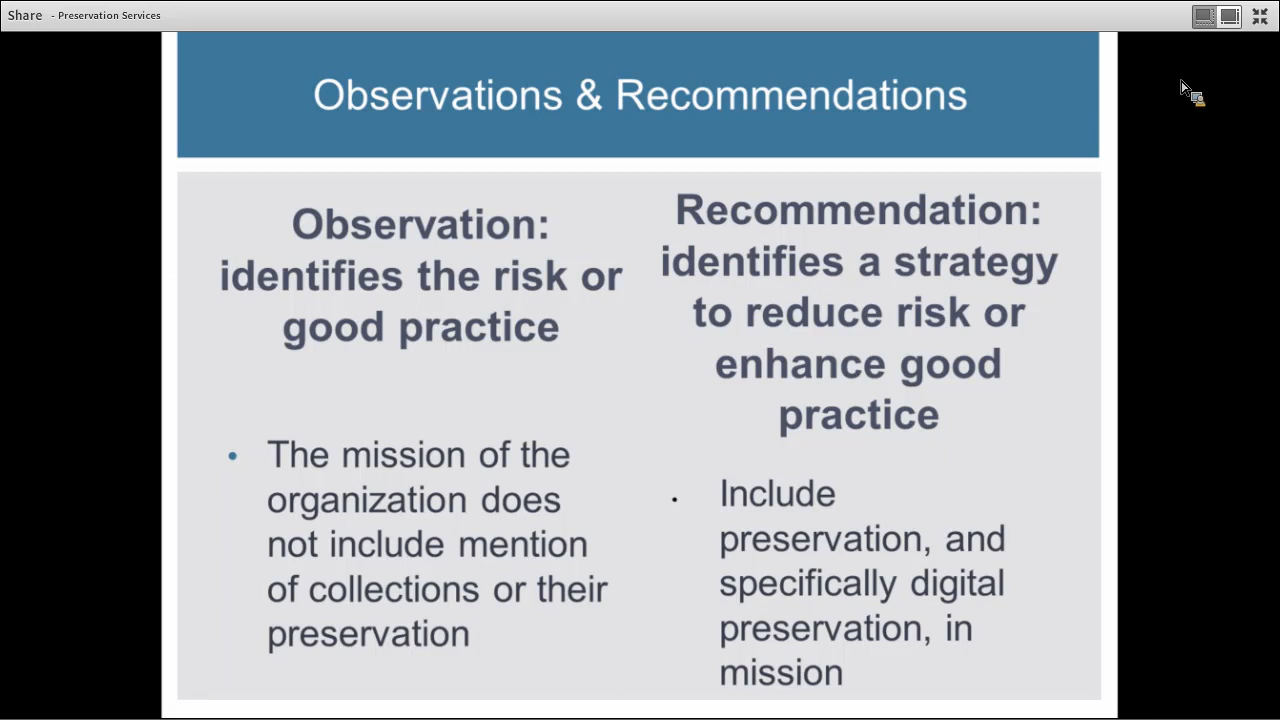 Share - Preservation Services
Observations & Recommendations
Observation:
identifies the risk or
good practice
• The mission of the
organization does
not include mention
of collections or their
preservation
Recommendation:
identifies a strategy
to reduce risk or
enhance good
practice
• Include
preservation, and
specifically digital
preservation, in
mission